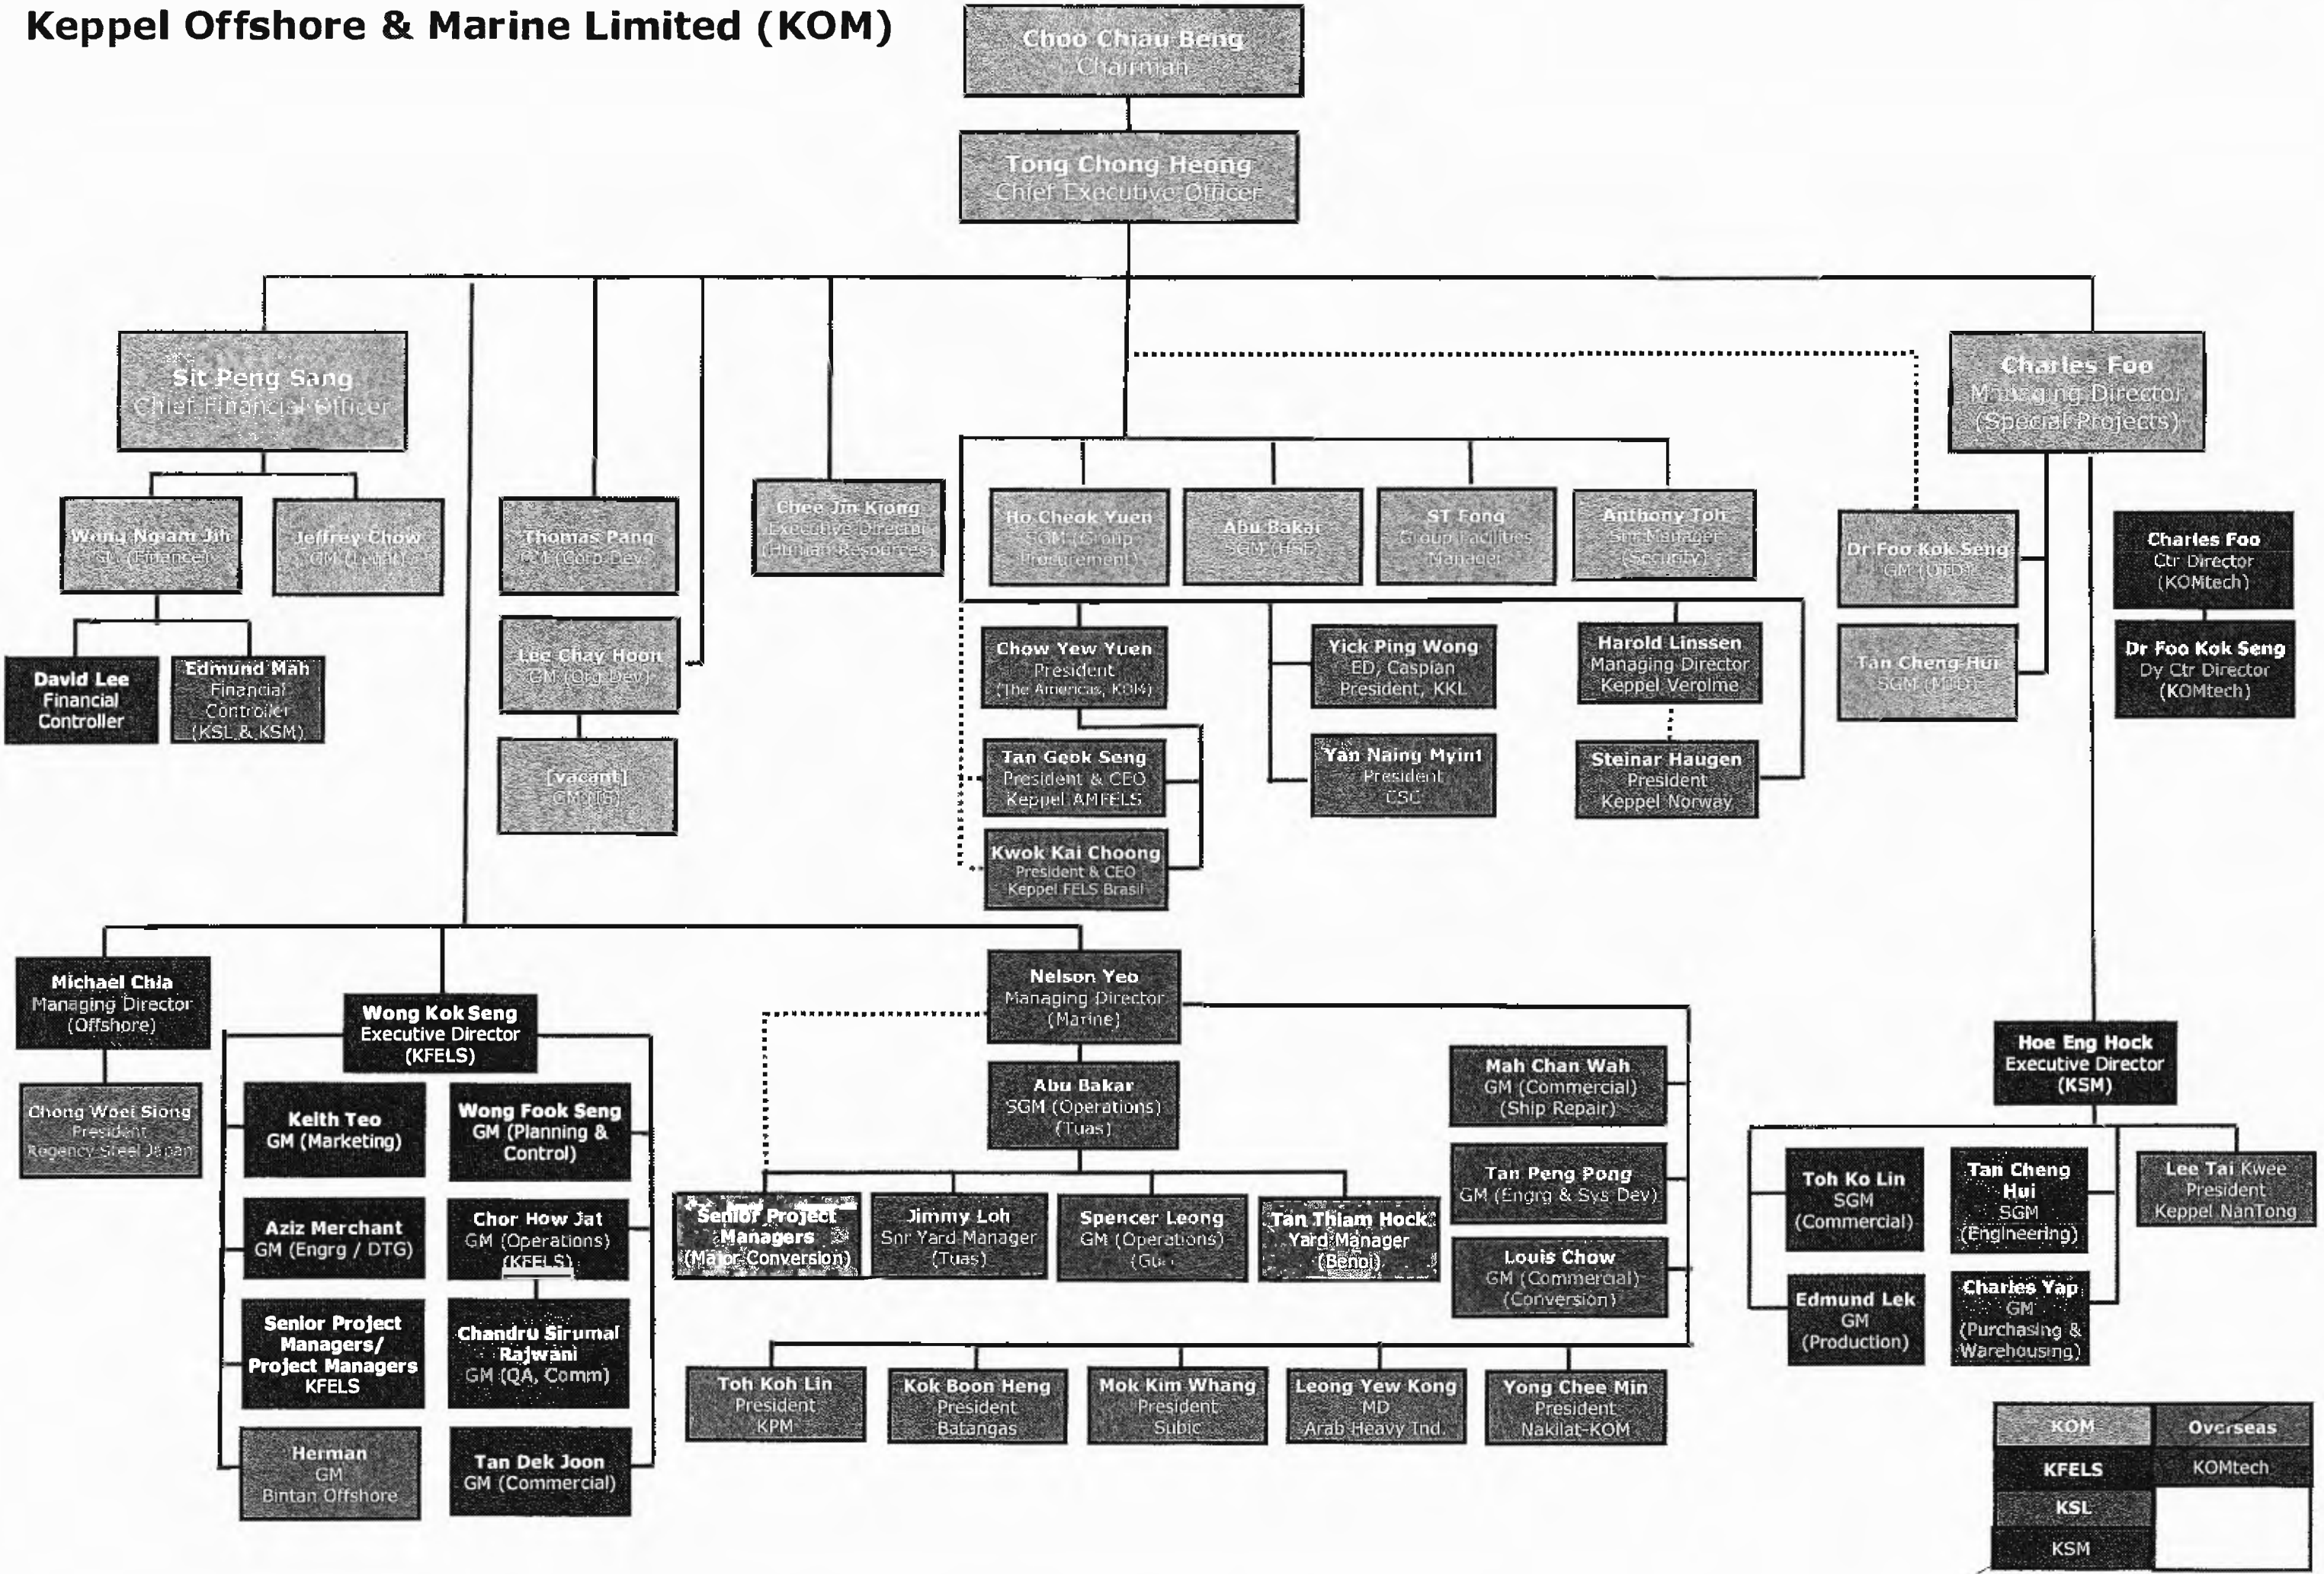 Keppel Offshore & Marine Limited (KOM)
Choo Chiau Beng
Chairman
Tong Chong Heong
Chief Executive Officer
Sit Peng Sang
Chief Financial Officer
Charles Foo
Managing Director
(Special Projects)
Wong Ngiam Jih
(Finance)
Jeffrey Chow
GM (Legal)
Thomas Pang
GM (Corp Dev)
Chee Jin Kiong
Executive Director
(Human Resources)
Ho Cheok Yuen
SGM (Group
Procurement)
Abu Bakar
SGM (HSE)
ST Fong
Group Facilities
Manager
Anthony Toh
Snr Manager
(Security)
Dr Foo Kok Seng
GM (OTD)
Charles Foo
Ctr Director
(KOMtech)
David Lee
Financial
Controller
Edmund Mah
Financial
Controller
(KSL & KSM)
Lee Chay Hoon
GM (Org Dev)
[vacant]
GM
Chow Yew Yuen
President
(The Americas, KOM)
Yick Ping Wong
ED, Caspian
President, KKL
Harold Linssen
Managing Director
Keppel Verolme
Tan Cheng Hui
SGM (MTD)
Dr Foo Kok Seng
Dy Ctr Director
(KOMtech)
Tan Geok Seng
President & CEO
Keppel AMFELS
Yan Naing Myint
President
CSC
Steinar Haugen
President
Keppel Norway
Kwok Kai Choong
President & CEO
Keppel FELS Brasil
Michael Chia
Managing Director
(Offshore)
Chong Woei Siong
President
Regency Steel Japan
Wong Kok Seng
Executive Director
(KFELS)
Keith Teo
GM (Marketing)
Wong Fook Seng
GM (Planning &
Control)
Aziz Merchant
GM (Engrg / DTG)
Chor How Jat
GM (Operations)
(KFELS)
Senior Project
Managers/
Project Managers
KFELS
Chandru Sirumal
Rajwani
GM (QA, Comm)
Herman
GM
Bintan Offshore
Tan Dek Joon
GM (Commercial)
Nelson Yeo
Managing Director
(Marine)
Abu Bakar
SGM (Operations)
(Tuas)
Senior Project
Managers
(Major Conversion)
Jimmy Loh
Snr Yard Manager
(Tuas)
Spencer Leong
GM (Operations)
Tan Thiam Hock
Yard Manager
(Benoi)
Mah Chan Wah
GM (Commercial)
(Ship Repair)
Tan Peng Pong
GM (Engrg & Sys Dev)
Louis Chow
GM (Commercial)
(Conversion)
Toh Koh Lin
President
KPM
Kok Boon Heng
President
Batangas
Mok Kim Whang
President
Subic
Leong Yew Kong
MD
Arab Heavy Ind.
Yong Chee Min
President
Nakilat-KOM
Hoe Eng Hock
Executive Director
(KSM)
Toh Ko Lin
SGM
(Commercial)
Tan Cheng
Hui
SGM
(Engineering)
Lee Tai Kwee
President
Keppel NanTong
Edmund Lek
GM
(Production)
Charles Yap
GM
(Purchasing &
Warehousing)
KOM
Overseas
KFELS
KOMtech
KSL
KSM